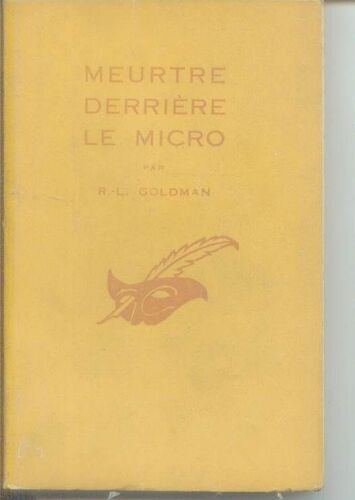 MEURTRE
DERRIÈRE
LE MICRO
PAR
R.-L. GOLDMAN